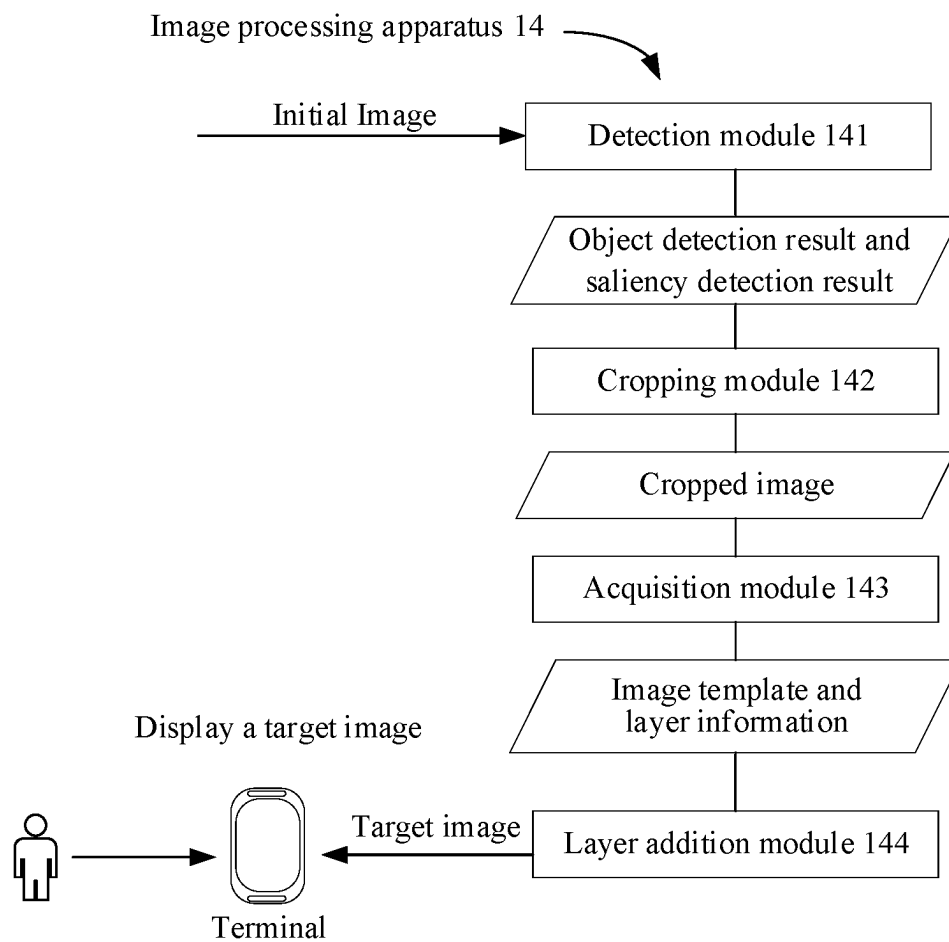 Image processing apparatus 14
Initial Image
Detection module 141
Object detection result and
saliency detection result
Cropping module 142
Cropped image
Acquisition module 143
Image template and
layer information
Display a target image
Target image
Layer addition module 144
Terminal